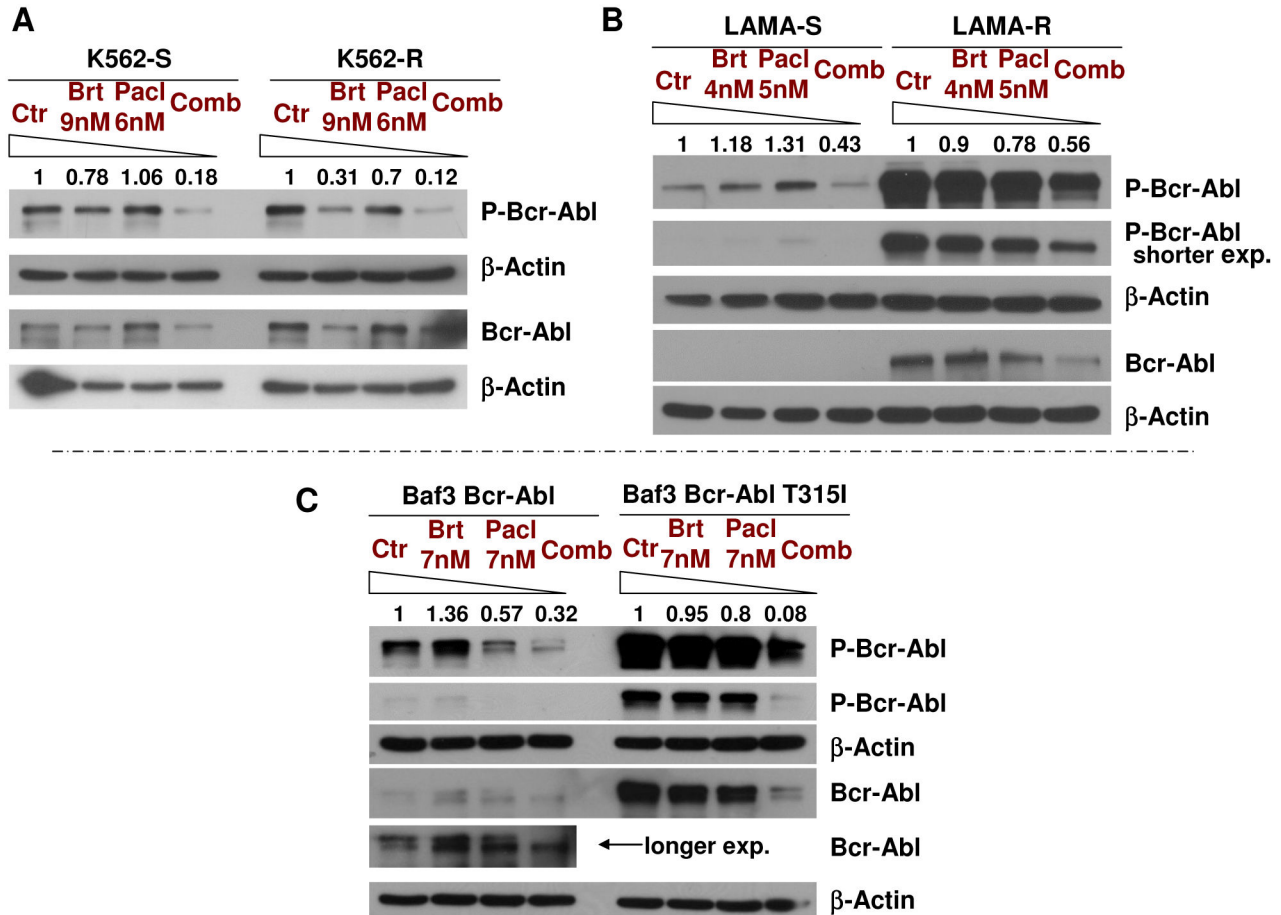 A
K562-S K562-R
Ctr Brt 9nM Pacl 6nM Comb Ctr Brt 9nM Pacl 6nM Comb
1 0.78 1.06 0.18 1 0.31 0.7 0.12
P-Bcr-Abl
β-Actin
Bcr-Abl
β-Actin
B
LAMA-S LAMA-R
Ctr Brt 4nM Pacl 5nM Comb Ctr Brt 4nM Pacl 5nM Comb
1 1.18 1.31 0.43 1 0.9 0.78 0.56
P-Bcr-Abl
P-Bcr-Abl
shorter exp.
β-Actin
Bcr-Abl
β-Actin
C
Baf3 Bcr-Abl Baf3 Bcr-Abl T315I
Ctr Brt 7nM Pacl 7nM Comb Ctr Brt 7nM Pacl 7nM Comb
1 1.36 0.57 0.32 1 0.95 0.8 0.08
P-Bcr-Abl
P-Bcr-Abl
β-Actin
Bcr-Abl
longer exp. Bcr-Abl
β-Actin